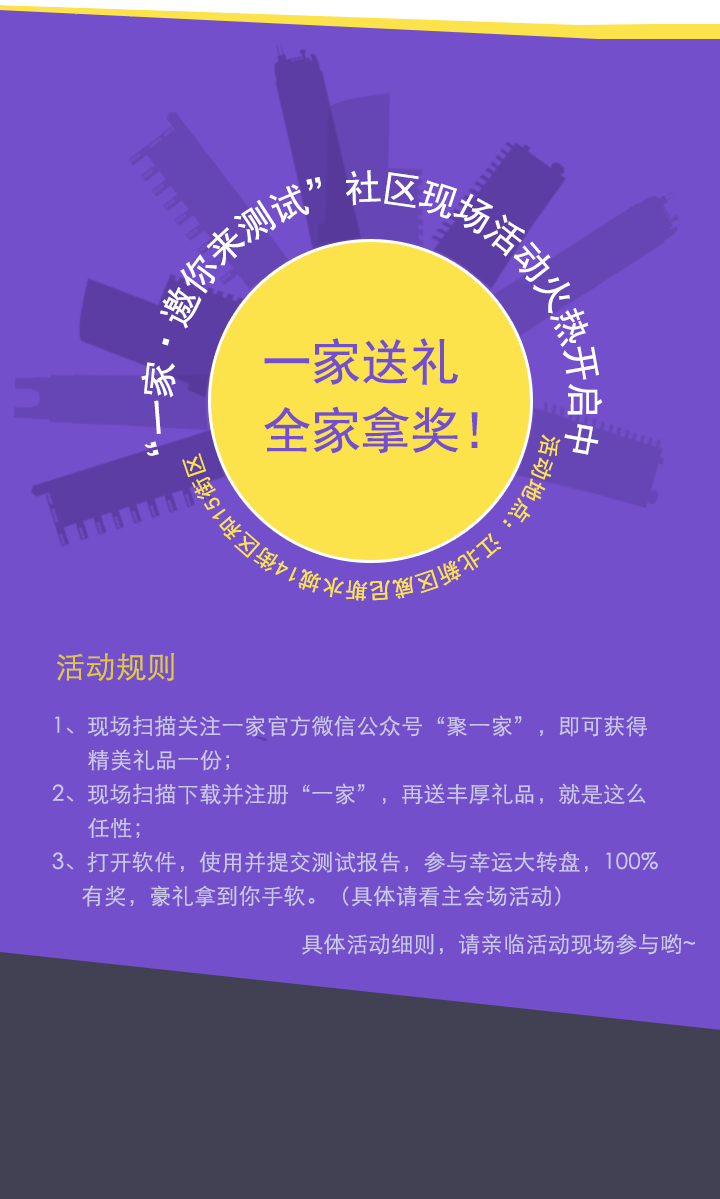 “一家·邀你来测试”社区现场活动火热开启中
一家送礼
全家拿奖！
活动地点：江北新区威尼斯水城14街区和15街区
活动规则
1、现场扫描关注一家官方微信公众号“聚一家”，即可获得
精美礼品一份；
2、现场扫描下载并注册“一家”，再送丰厚礼品，就是这么
任性；
3、打开软件，使用并提交测试报告，参与幸运大转盘，100%
有奖，豪礼拿到你手软。（具体请看主会场活动）
具体活动细则，请亲临活动现场参与哟~